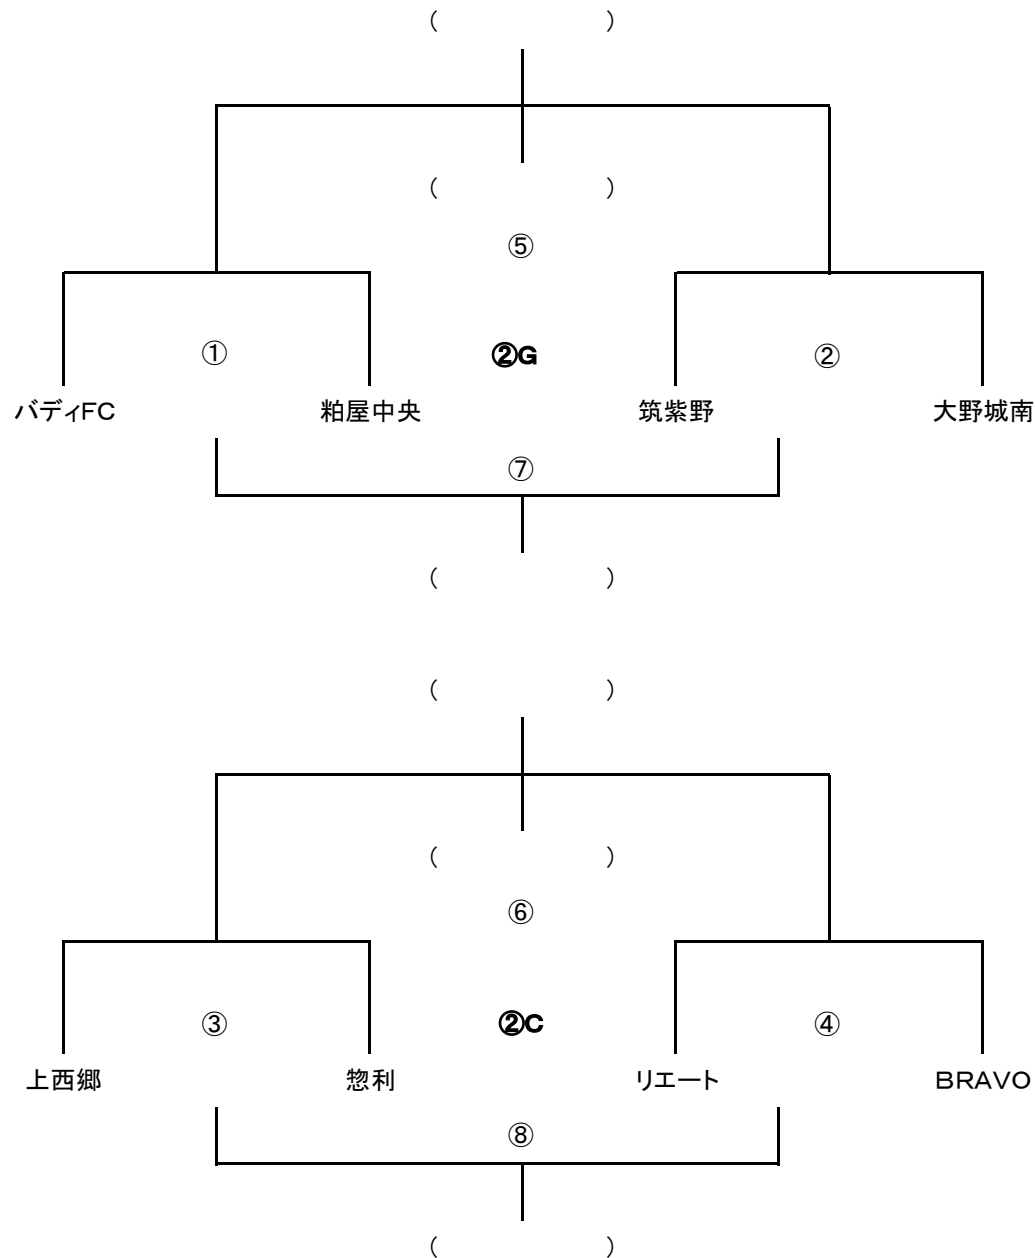 (　　　　　)
(　　　　　)
⑤
① ②G ②
バディFC 粕屋中央 筑紫野 大野城南
⑦
(　　　　　)
(　　　　　)
(　　　　　)
⑥
③ ②C ④
上西郷 惣利 リエート BRAVO
⑧
(　　　　　)